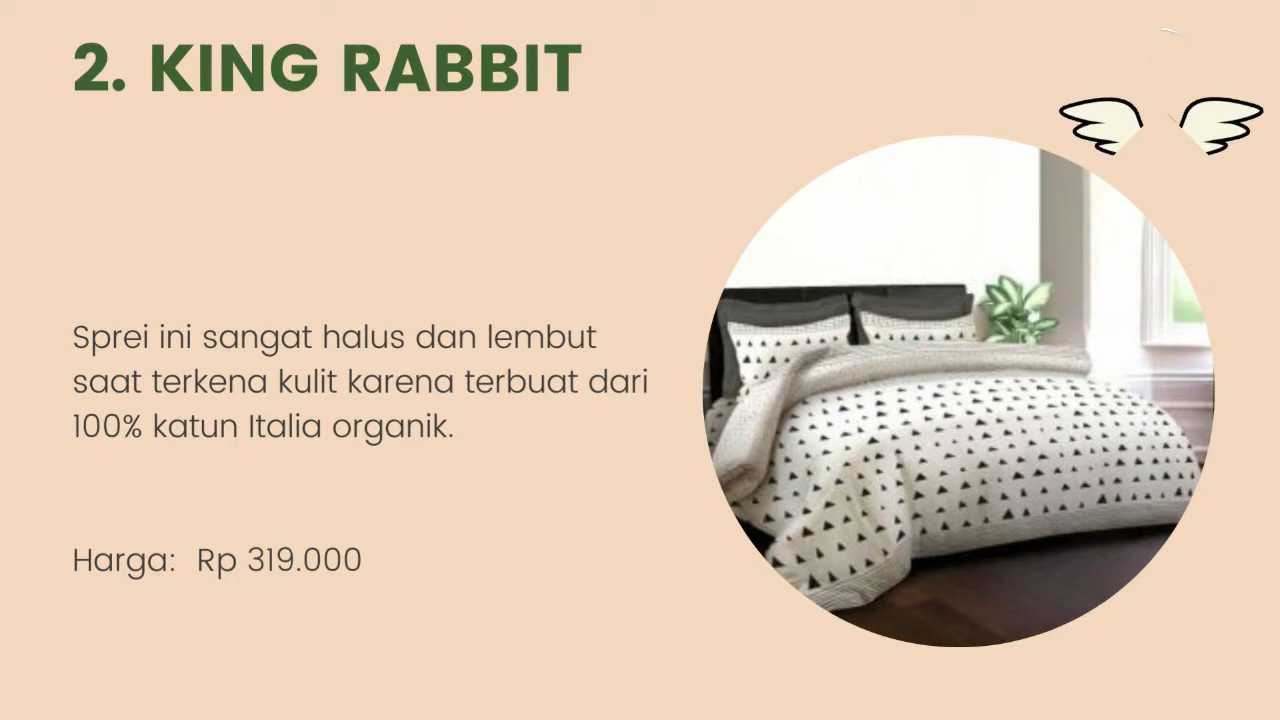 2. KING RABBIT
Sprei ini sangat halus dan lembut
saat terkena kulit karena terbuat dari
100% katun Italia organik.
Harga: Rp 319.000